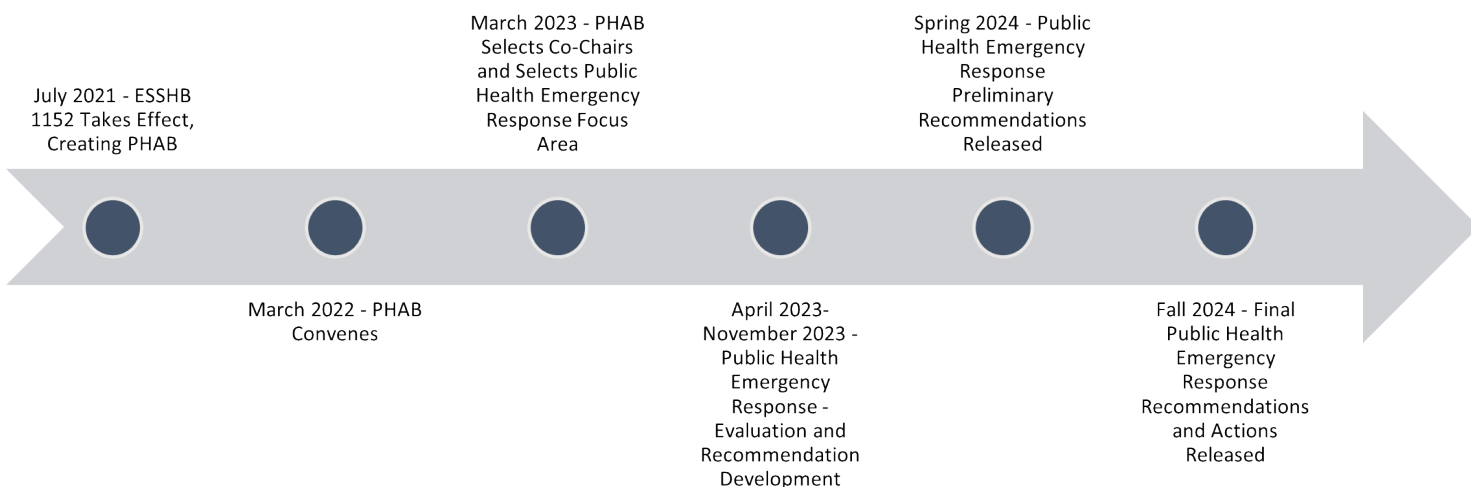 July 2021 - ESSHB
1152 Takes Effect,
Creating PHAB
March 2022 - PHAB
Convenes
March 2023 - PHAB
Selects Co-Chairs
and Selects Public
Health Emergency
Response Focus
Area
April 2023-
November 2023 -
Public Health
Emergency
Response -
Evaluation and
Recommendation
Development
Spring 2024 - Public
Health Emergency
Response
Preliminary
Recommendations
Released
Fall 2024 - Final
Public Health
Emergency
Response
Recommendations
and Actions
Released